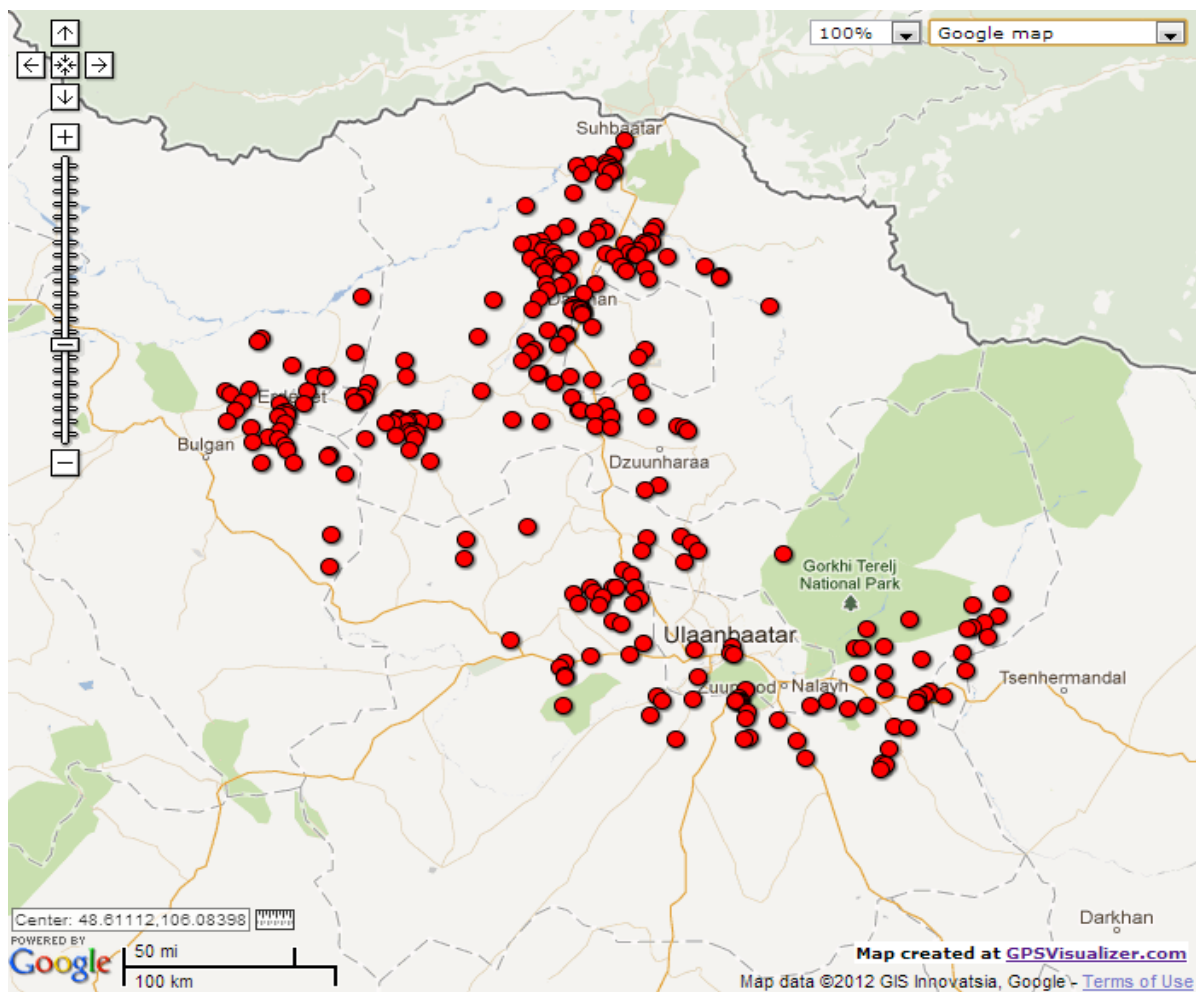 100%
Google map
Suhbaatar
Erdenet
Bulgan
Dzuunharaa
Gorkhi Terelj
National Park
Ulaanbaatar
Nalayh
Tsenhermandal
Darkhan
Center: 48.61112,106.08398
POWERED BY
Google
50 mi
100 km
Map created at GPSVisualizer.com
Map data ©2012 GIS Innovatsia, Google - Terms of Use